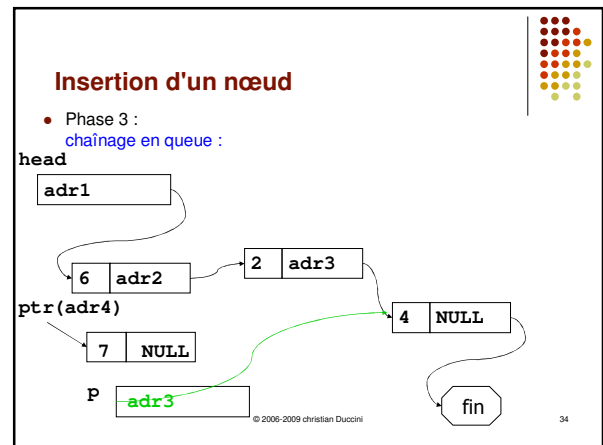 Insertion d'un nœud
Phase 3 :
chaînage en queue :
head
adr1
6 adr2
2 adr3
ptr(adr4)
4 NULL
7 NULL
p
adr3
fin
© 2006-2009 christian Duccini
34